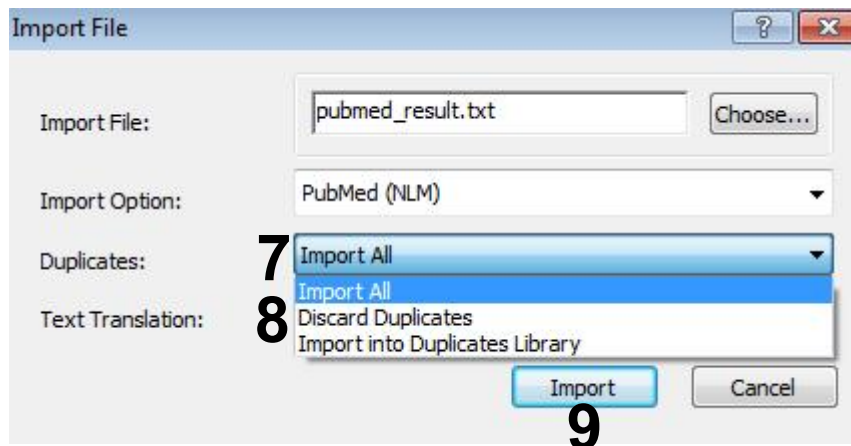 Import File
Import File: pubmed_result.txt Choose...
Import Option: PubMed (NLM)
Duplicates: 7 Import All
Import All
Text Translation: 8 Discard Duplicates
Import into Duplicates Library
Import Cancel
9